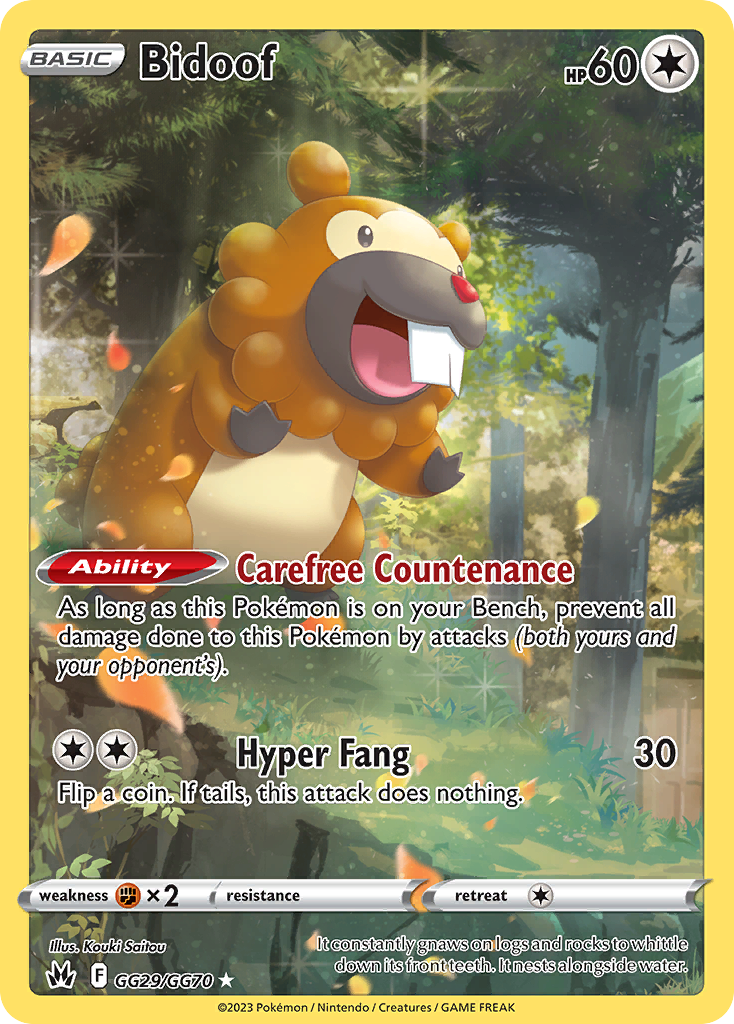 BASIC Bidoof HP60
Ability Carefree Countenance
As long as this Pokémon is on your Bench, prevent all
damage done to this Pokémon by attacks (both yours and
your opponent's).
Hyper Fang 30
Flip a coin. If tails, this attack does nothing.
weakness ×2 resistance retreat
Illus. Kouki Saitou
It constantly gnaws on logs and rocks to whittle
down its front teeth. It nests alongside water.
F GG29/GG70 ★
©2023 Pokémon / Nintendo / Creatures / GAME FREAK